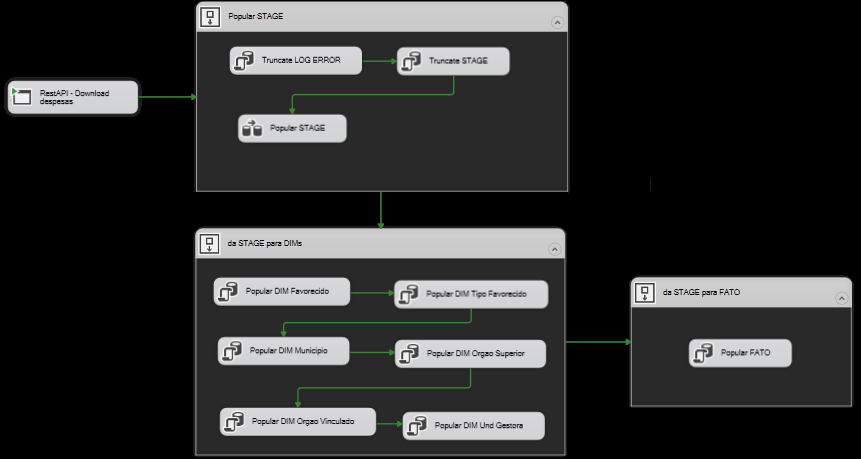 Popular STAGE
Truncate LOG ERROR
Truncate STAGE
RestAPI - Download
despesas
Popular STAGE
da STAGE para DIMs
Popular DIM Favorecido
Popular DIM Tipo Favorecido
Popular DIM Municipio
Popular DIM Orgao Superior
Popular DIM Orgao Vinculado
Popular DIM Und Gestora
da STAGE para FATO
Popular FATO